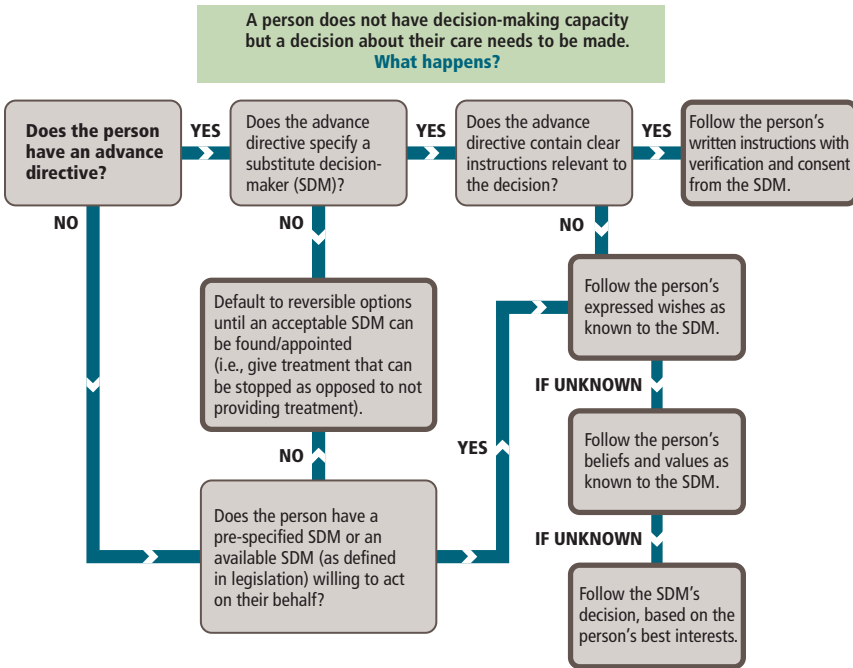 A person does not have decision-making capacity
but a decision about their care needs to be made.
What happens?
Does the person
have an advance
directive?
YES
Does the advance
directive specify a
substitute decision-
maker (SDM)?
YES
Does the advance
directive contain clear
instructions relevant to
the decision?
YES
Follow the person’s
written instructions with
verification and consent
from the SDM.
NO
NO
NO
Default to reversible options
until an acceptable SDM can
be found/appointed
(i.e., give treatment that can
be stopped as opposed to not
providing treatment).
Follow the person’s
expressed wishes as
known to the SDM.
IF UNKNOWN
NO
YES
Follow the person’s
beliefs and values as
known to the SDM.
Does the person have a
pre-specified SDM or an
available SDM (as defined
in legislation) willing to act
on their behalf?
IF UNKNOWN
Follow the SDM’s
decision, based on the
person’s best interests.